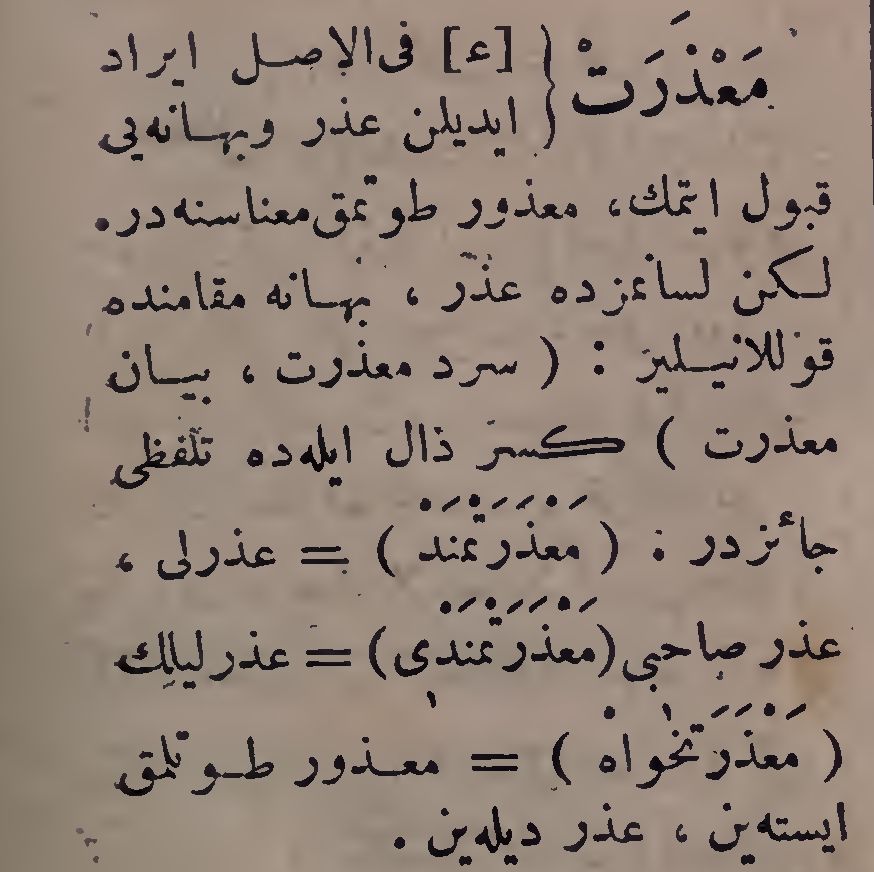 مَعْذَرَتْ { [ع] فی‌الاصل ایراد
ایدیلن عذر وبهانه‌یی
قبول ایتمك، معذور طوتمق معناسنه‌در.
لكن لسانمزده عذر ، بهانه مقامنده
قوللانیلیر : ( سرد معذرت ، بیان
معذرت ) كسر ذال ایله‌ده تلفظی
جائزدر : ( مَعْذَرَتْمَنْد ) = عذرلی ،
عذر صاحبی (مَعْذَرَتْمَنْدِی) = عذرلیلك
( مَعْذَرَتْخِوَاهْ ) = معذور طوتلمق
ایسته‌ین ، عذر دیله‌ین .